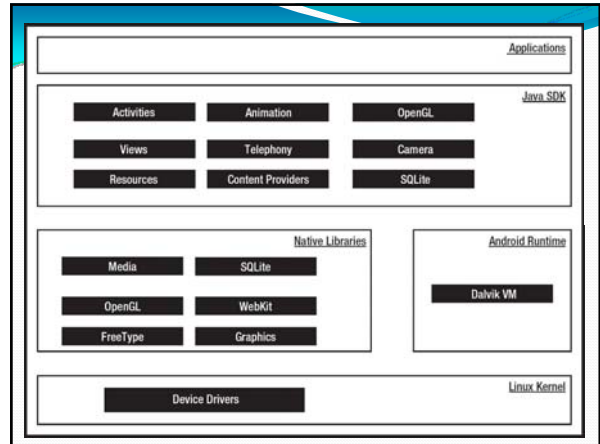 Applications
Java SDK
Activities Animation OpenGL
Views Telephony Camera
Resources Content Providers SQLite
Native Libraries
Media SQLite
OpenGL WebKit
FreeType Graphics
Android Runtime
Dalvik VM
Linux Kernel
Device Drivers